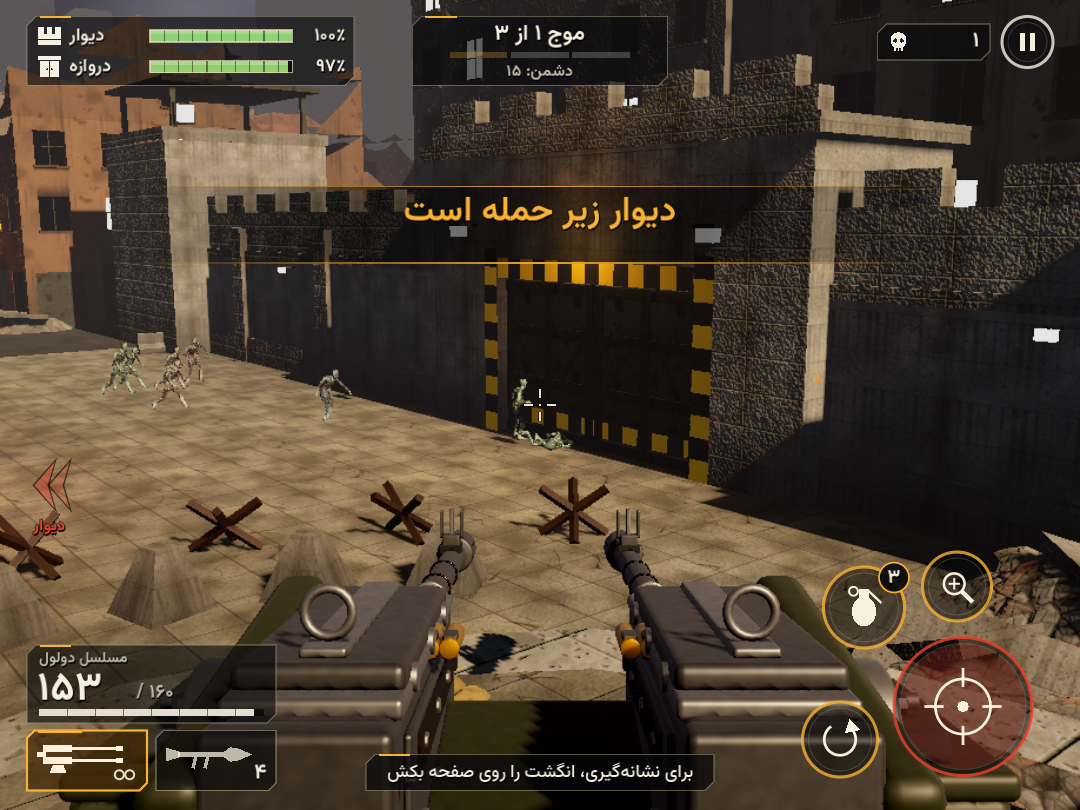 دیوار ۱۰۰٪
دروازه ۹۷٪
موج ۱ از ۳
دشمن: ۱۵
۱
دیوار زیر حمله است
دیوار
۳
مسلسل دولول
۱۵۳ / ۱۶۰
∞
۴
برای نشانه‌گیری، انگشت را روی صفحه بکش